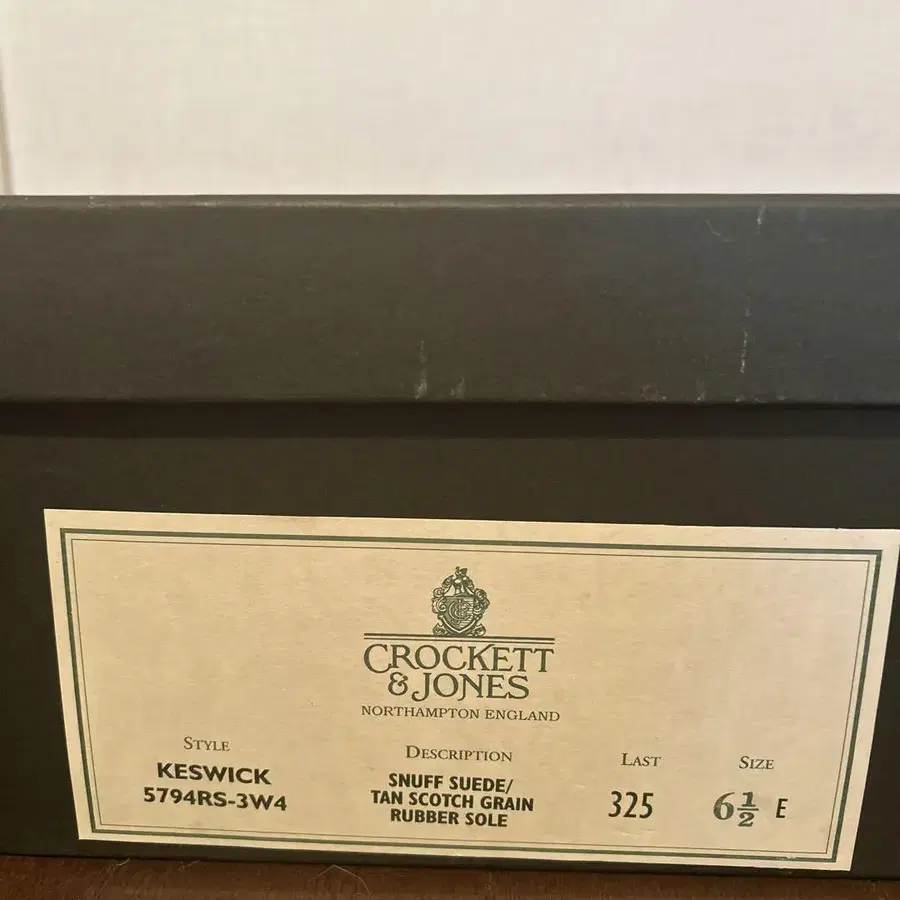 CROCKETT
& JONES
NORTHAMPTON ENGLAND
STYLE
KESWICK
5794RS-3W4
DESCRIPTION
SNUFF SUEDE/
TAN SCOTCH GRAIN
RUBBER SOLE
LAST
325
SIZE
6½ E